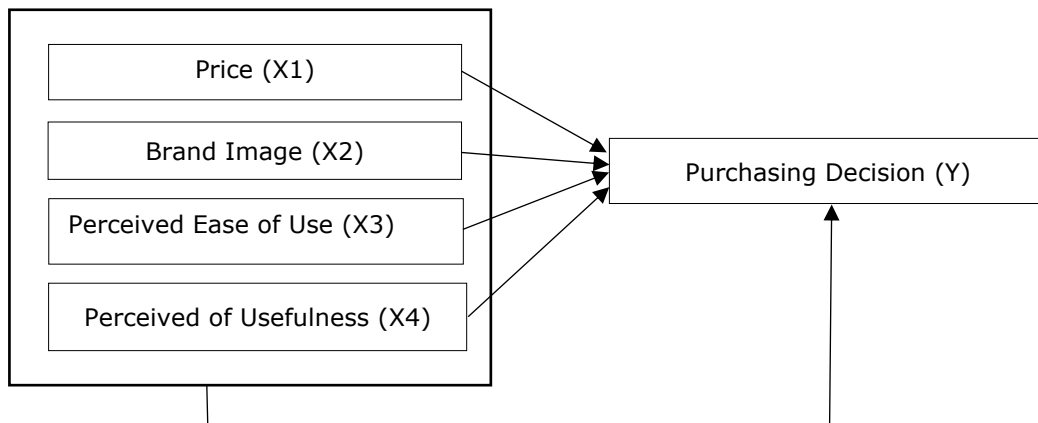 Price (X1)
Brand Image (X2)
Purchasing Decision (Y)
Perceived Ease of Use (X3)
Perceived of Usefulness (X4)